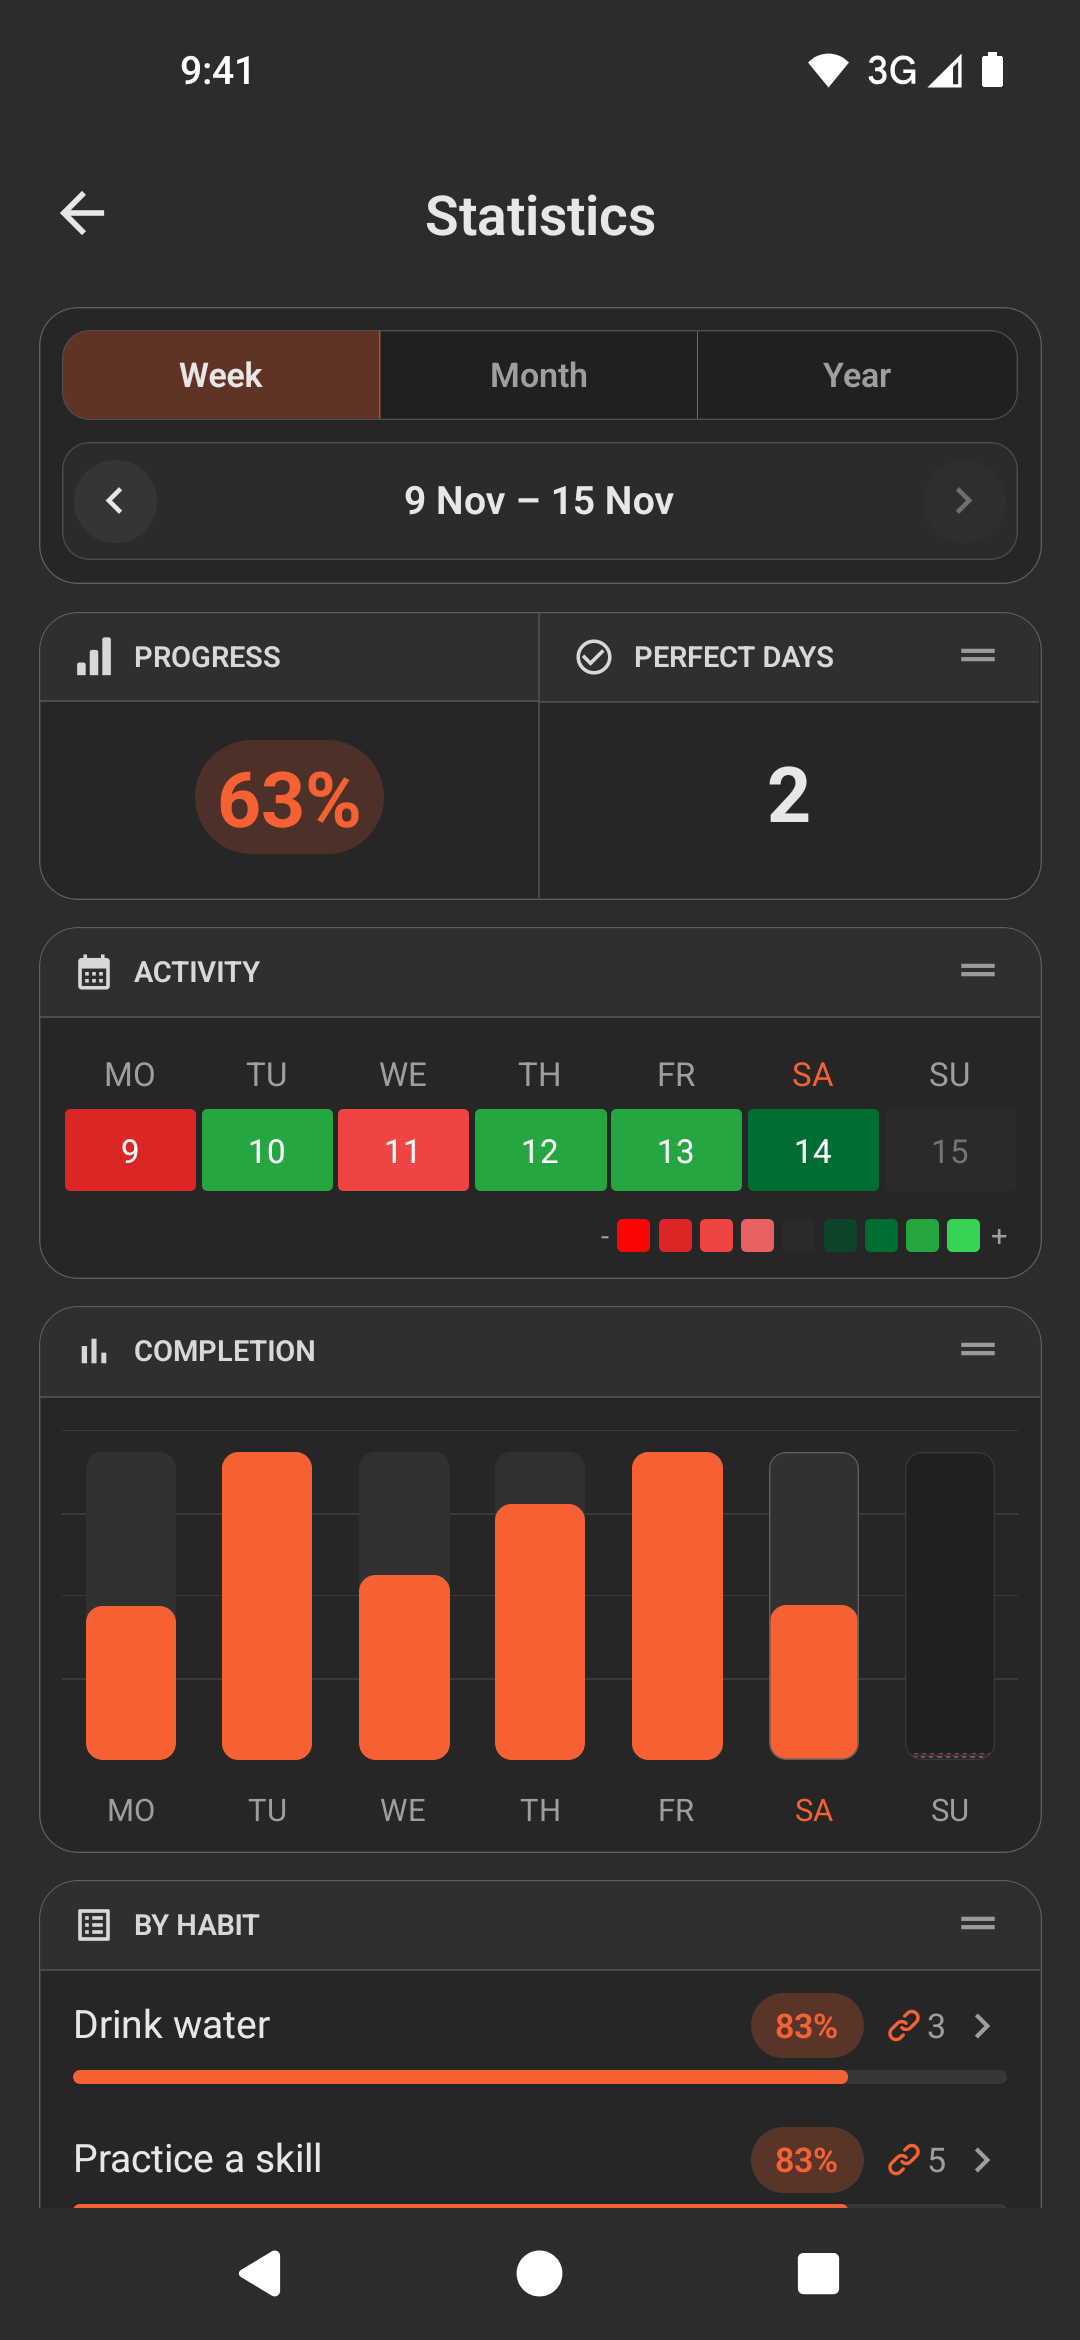 9:41 3G
Statistics
Week Month Year
9 Nov – 15 Nov
PROGRESS PERFECT DAYS
63% 2
ACTIVITY
MO TU WE TH FR SA SU
9 10 11 12 13 14 15
- +
COMPLETION
MO TU WE TH FR SA SU
BY HABIT
Drink water 83% 3
Practice a skill 83% 5